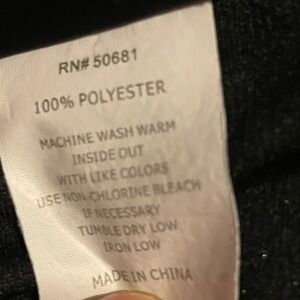 RN# 50681
100% POLYESTER
MACHINE WASH WARM
INSIDE OUT
WITH LIKE COLORS
USE NON-CHLORINE BLEACH
IF NECESSARY
TUMBLE DRY LOW
IRON LOW
MADE IN CHINA